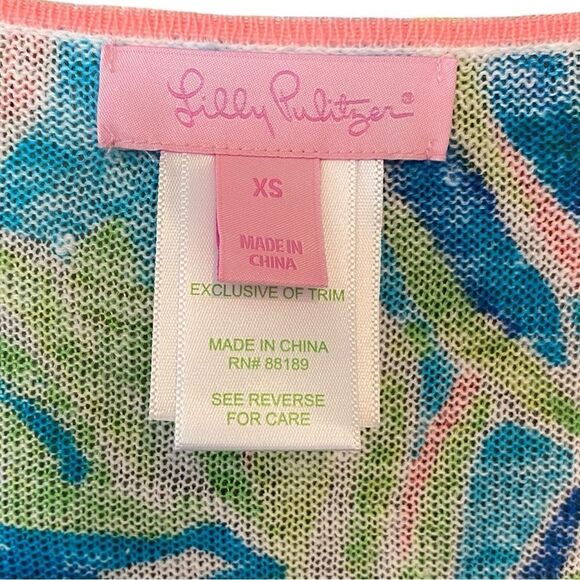 Lilly Pulitzer®
XS
MADE IN
CHINA
EXCLUSIVE OF TRIM
MADE IN CHINA
RN# 88189
SEE REVERSE
FOR CARE